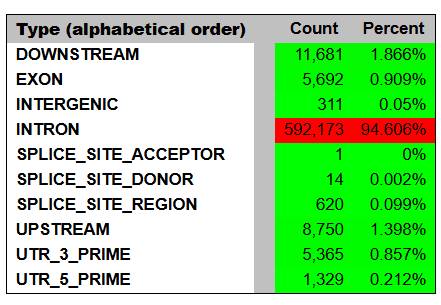 Type (alphabetical order) Count Percent
DOWNSTREAM 11,681 1.866%
EXON 5,692 0.909%
INTERGENIC 311 0.05%
INTRON 592,173 94.606%
SPLICE_SITE_ACCEPTOR 1 0%
SPLICE_SITE_DONOR 14 0.002%
SPLICE_SITE_REGION 620 0.099%
UPSTREAM 8,750 1.398%
UTR_3_PRIME 5,365 0.857%
UTR_5_PRIME 1,329 0.212%